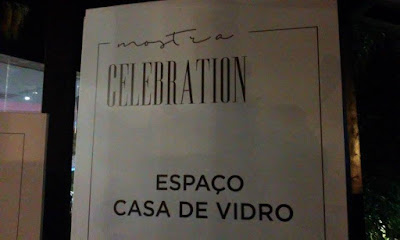 mostra
CELEBRATION
ESPAÇO
CASA DE VIDRO